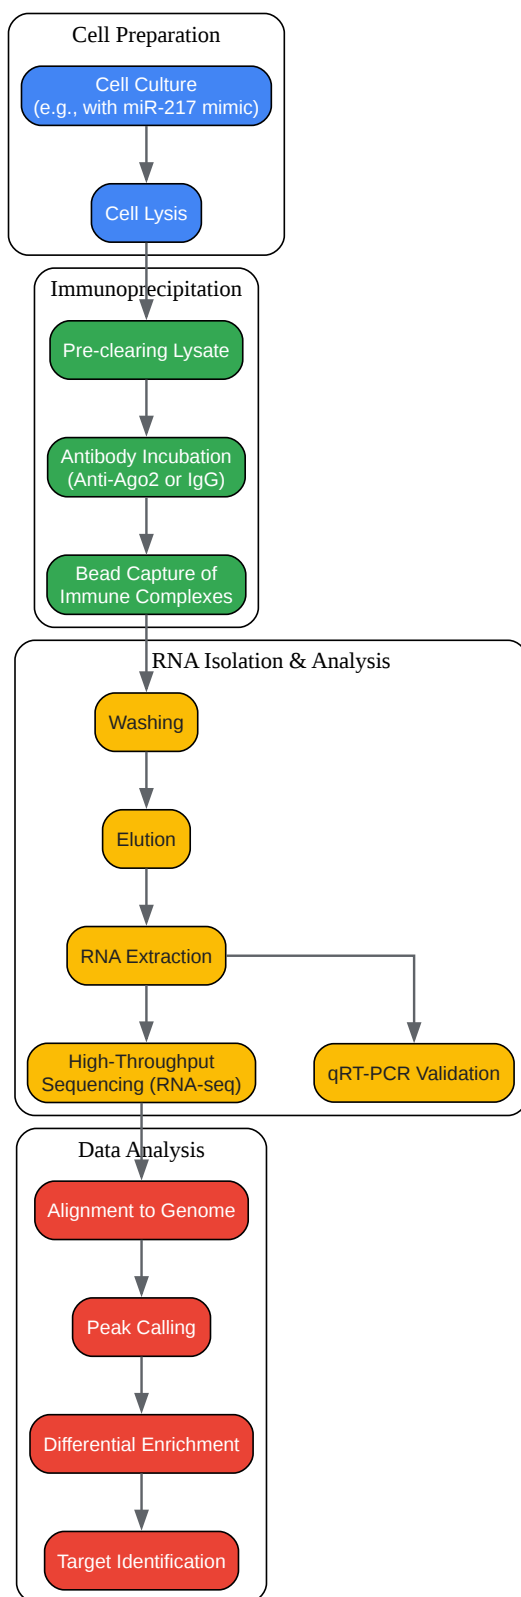 Cell Preparation
Cell Culture
(e.g., with miR-217 mimic)
Cell Lysis
Immunoprecipitation
Pre-clearing Lysate
Antibody Incubation
(Anti-Ago2 or IgG)
Bead Capture of
Immune Complexes
RNA Isolation & Analysis
Washing
Elution
RNA Extraction
High-Throughput
Sequencing (RNA-seq)
qRT-PCR Validation
Data Analysis
Alignment to Genome
Peak Calling
Differential Enrichment
Target Identification